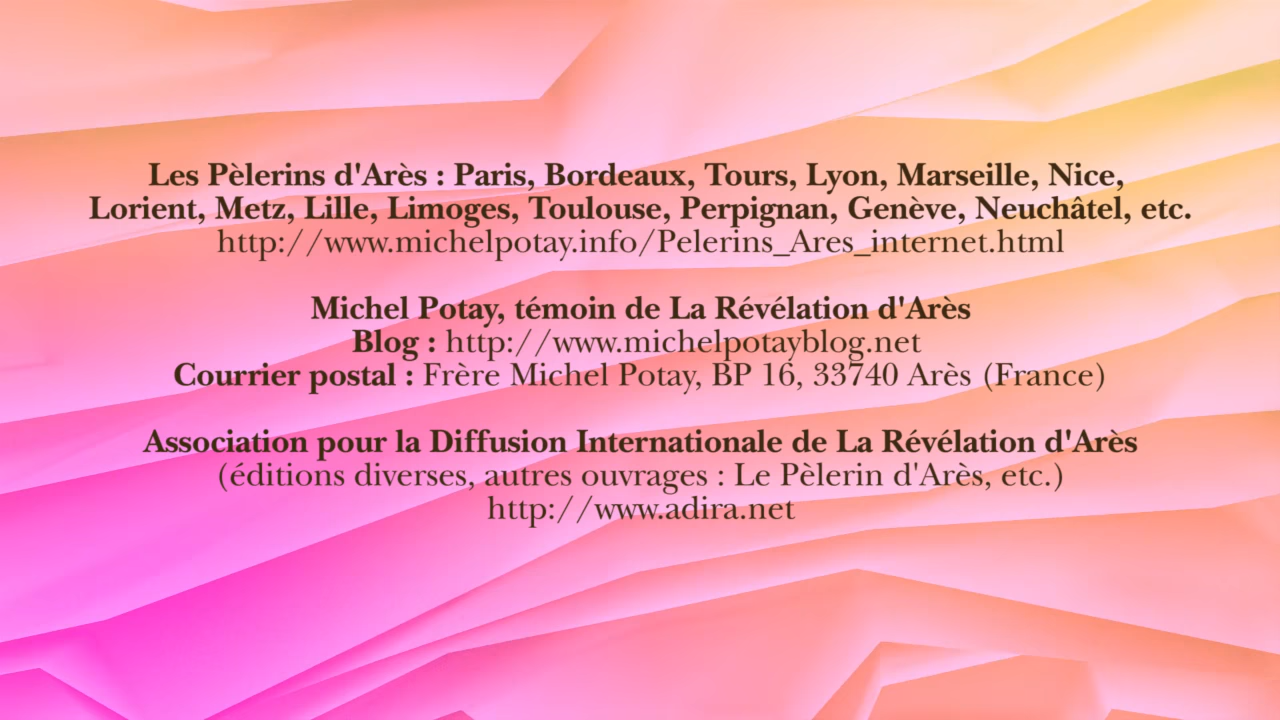 Les Pèlerins d'Arès : Paris, Bordeaux, Tours, Lyon, Marseille, Nice,
Lorient, Metz, Lille, Limoges, Toulouse, Perpignan, Genève, Neuchâtel, etc.
http://www.michelpotay.info/Pelerins_Ares_internet.html
Michel Potay, témoin de La Révélation d'Arès
Blog : http://www.michelpotayblog.net
Courrier postal : Frère Michel Potay, BP 16, 33740 Arès (France)
Association pour la Diffusion Internationale de La Révélation d'Arès
(éditions diverses, autres ouvrages : Le Pèlerin d'Arès, etc.)
http://www.adira.net